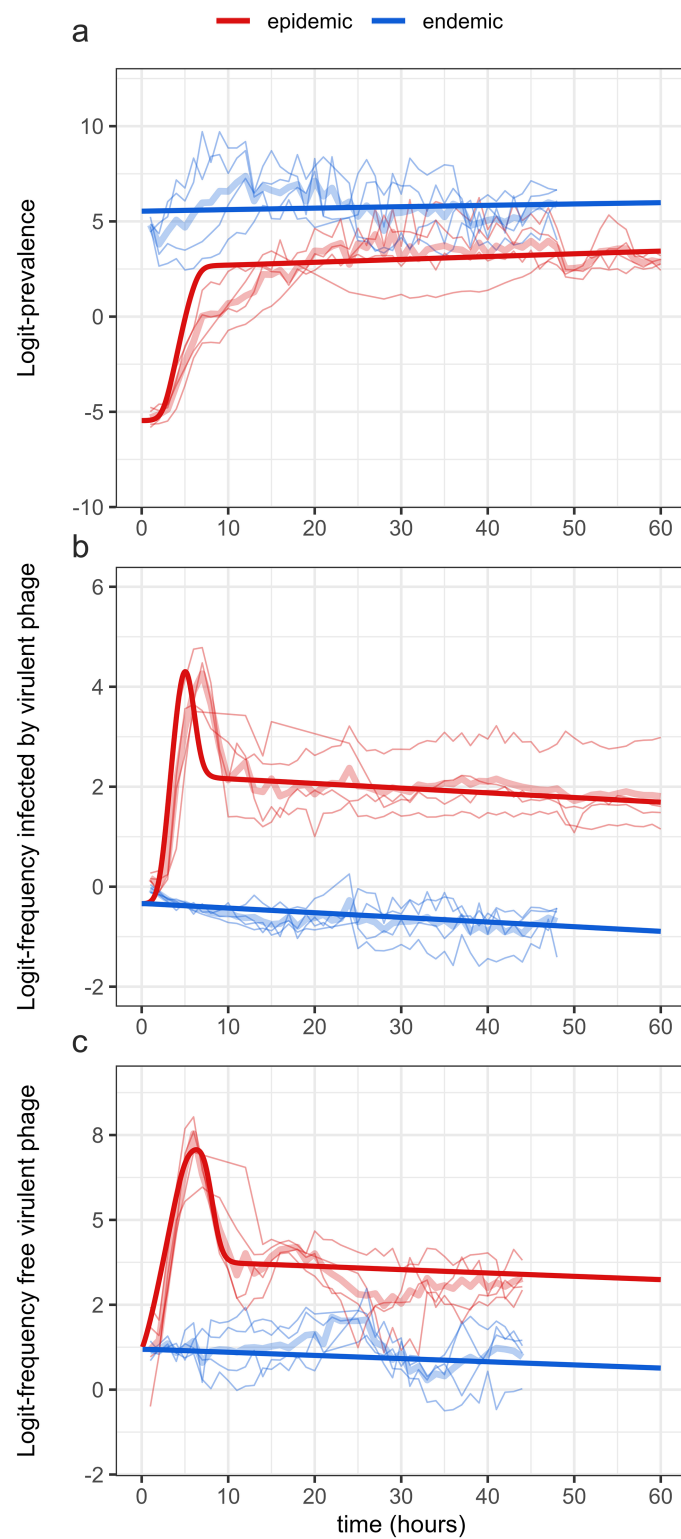 epidemic endemic
a
Logit-prevalence
10
5
0
-5
-10
0 10 20 30 40 50 60
b
Logit-frequency infected by virulent phage
6
4
2
0
-2
0 10 20 30 40 50 60
c
Logit-frequency free virulent phage
8
5
2
0
-2
0 10 20 30 40 50 60
time (hours)